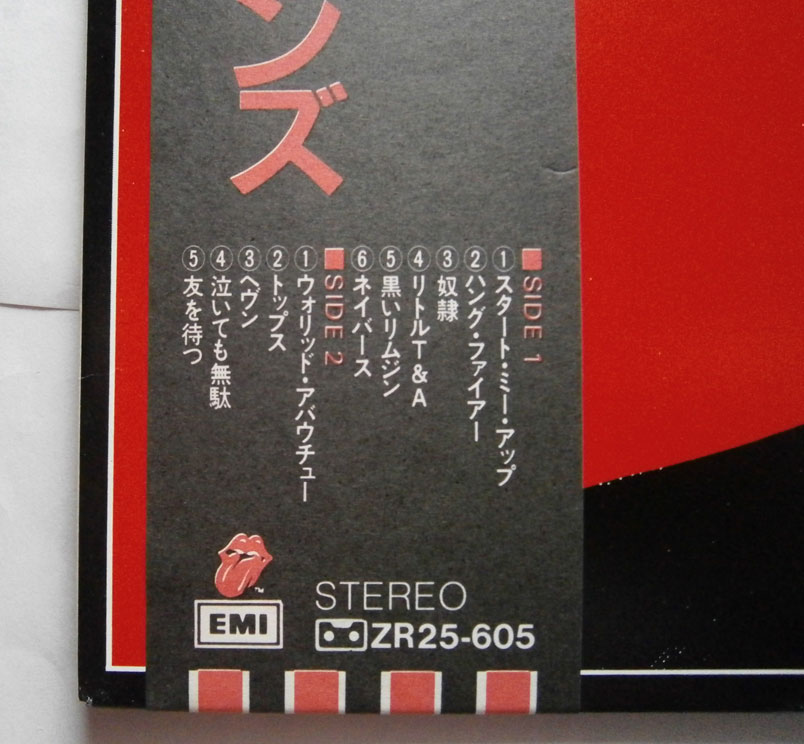 ンズ
■SIDE 1
①スタート・ミー・アップ
②ハング・ファイアー
③奴隷
④リトルT&A
⑤黒いリムジン
⑥ネイバース
■SIDE 2
①ウォリッド・アバウチュー
②トップス
③ヘヴン
④泣いても無駄
⑤友を待つ
TM
EMI
STEREO
ZR25-605